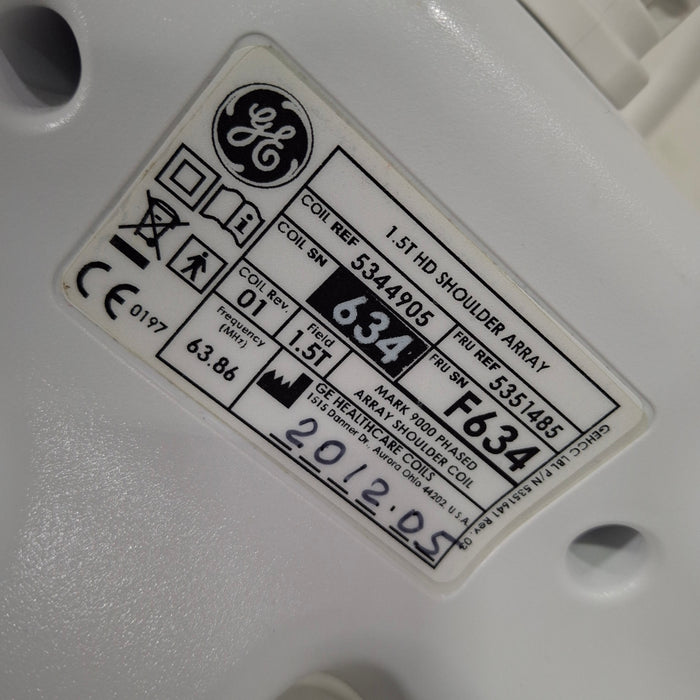 GE
1.5T HD SHOULDER ARRAY
COIL REF 5344905
FRU REF 5351485
COIL SN 634
FRU SN F634
COIL Rev. 01
Field 1.5T
MARK 9000 PHASED
ARRAY SHOULDER COIL
Frequency
(MHz)
63.86
GE HEALTHCARE COILS
1515 Danner Dr. Aurora Ohio 44202 U.S.A.
2012.05
CE 0197
GEHCC LBL P/N 5351641 Rev. 02